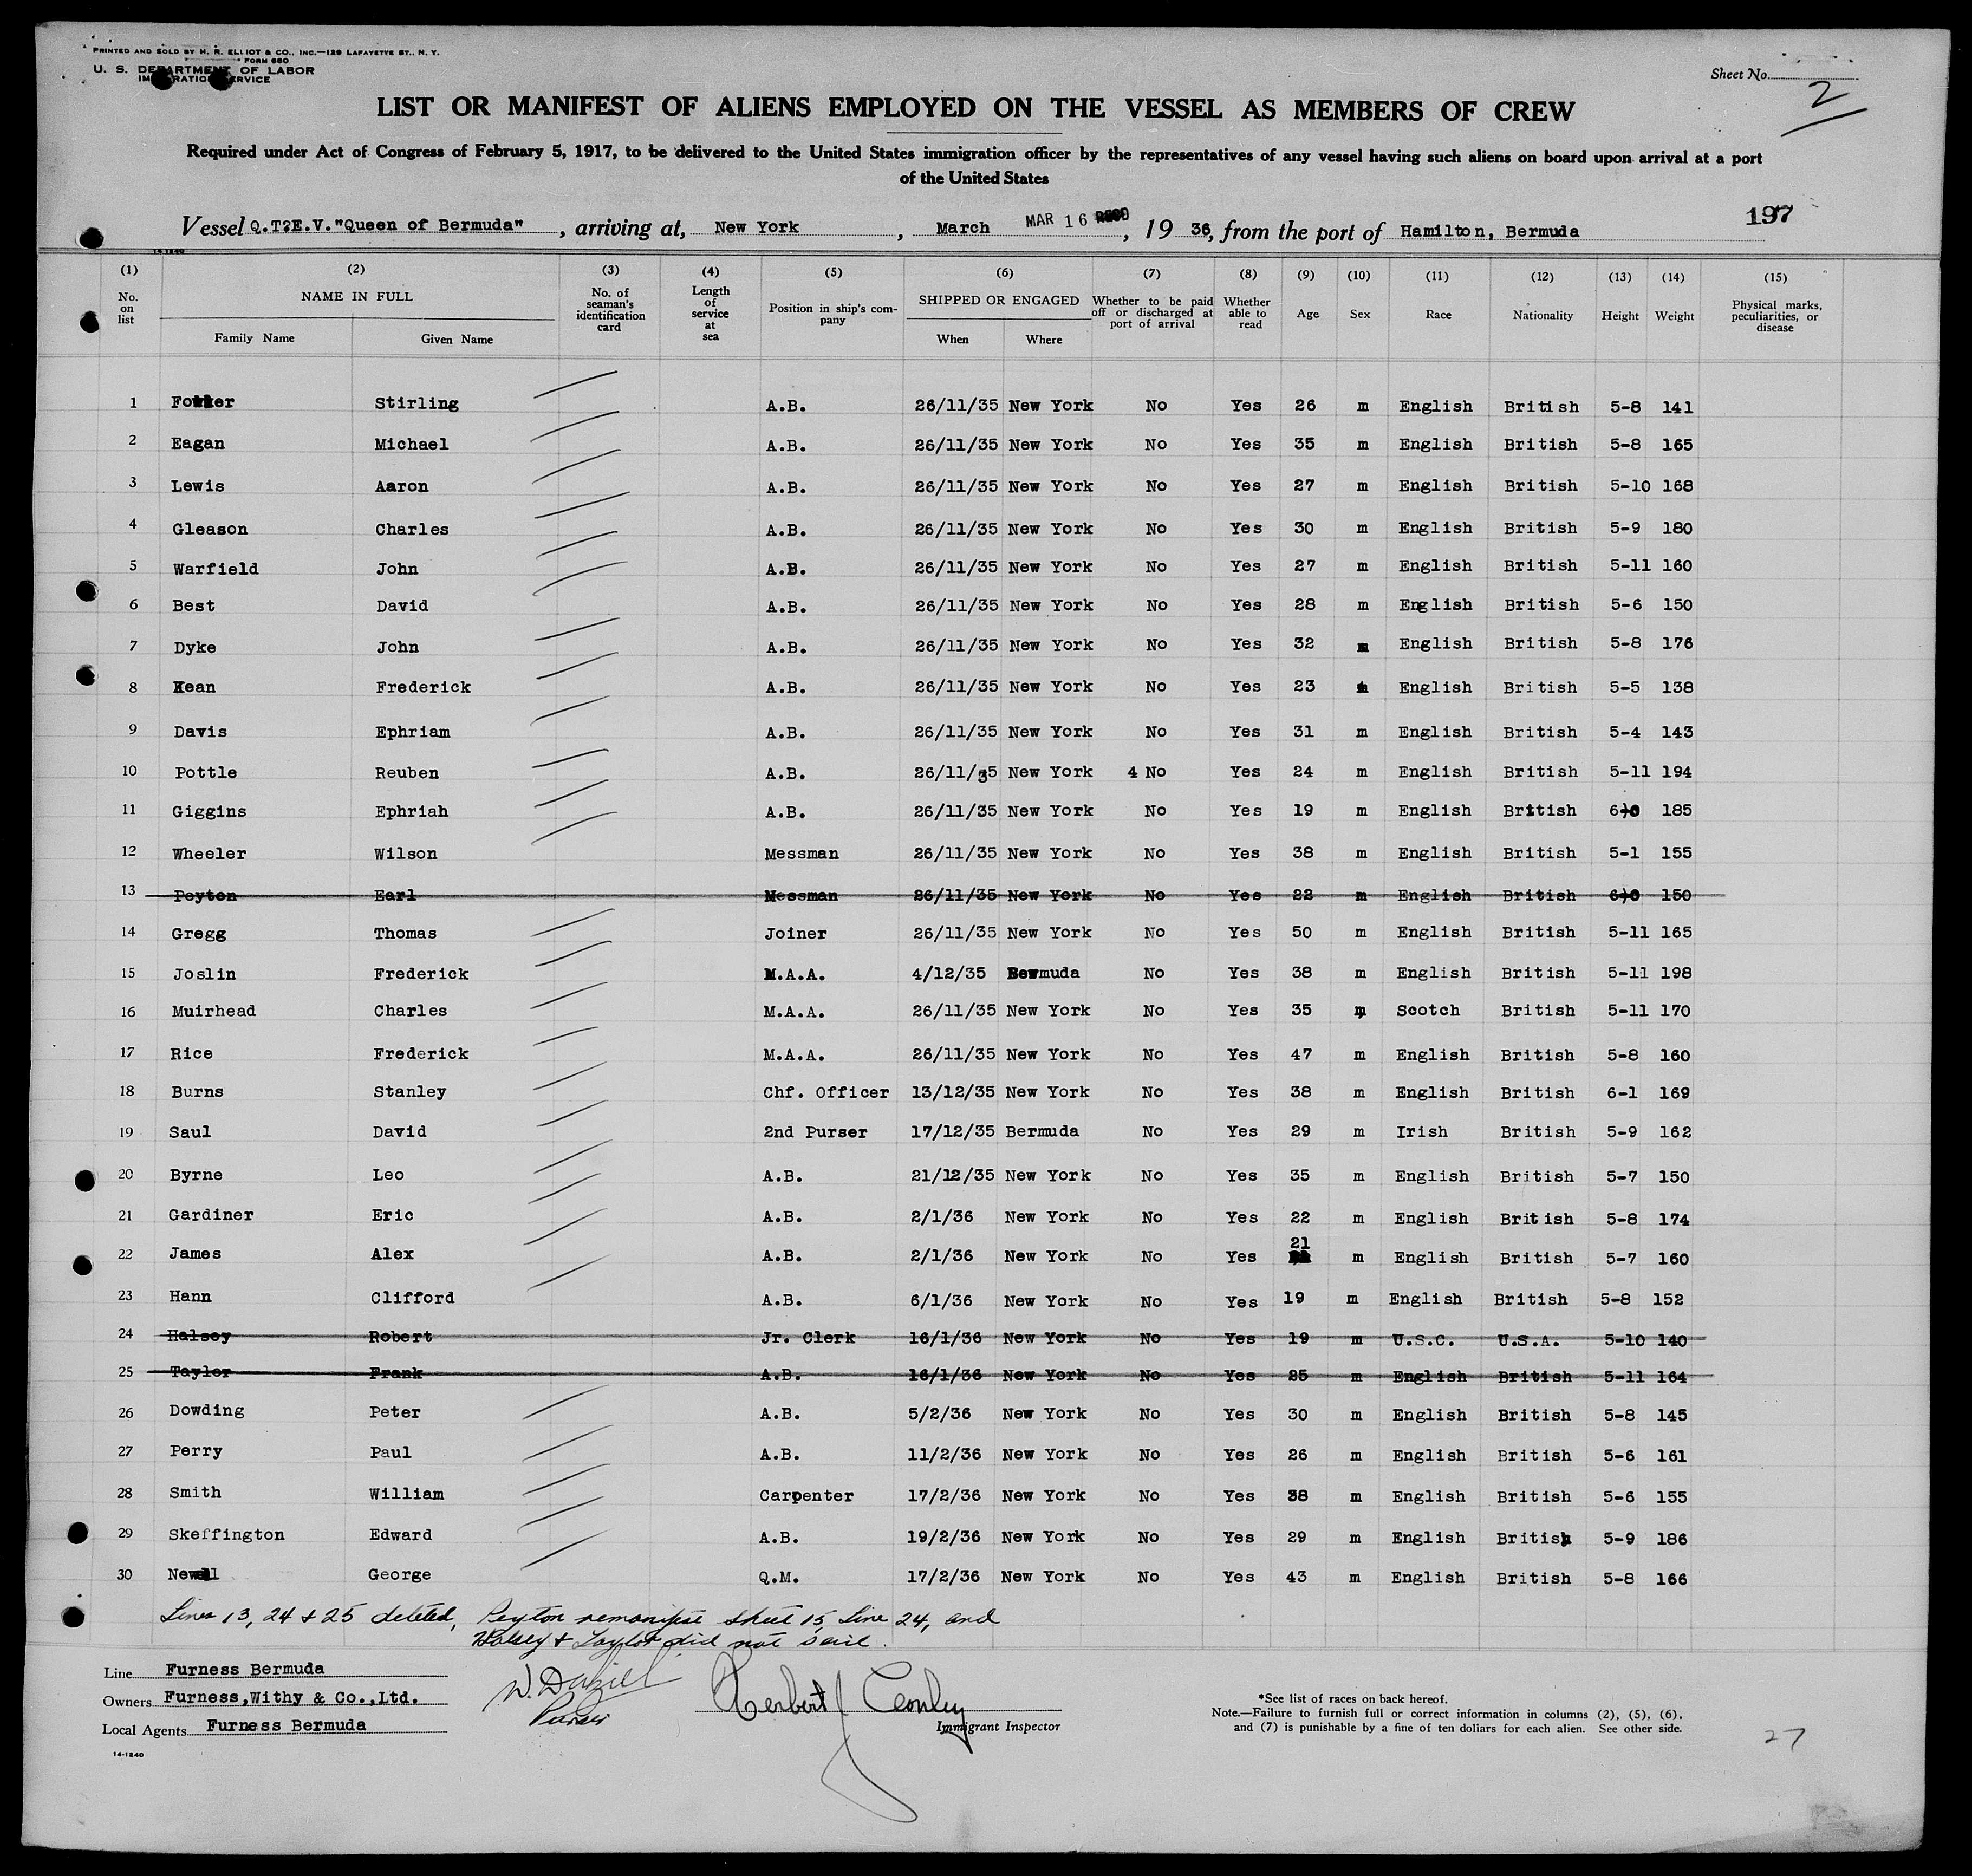 PRINTED AND SOLD BY H. R. ELLIOT & CO., INC.—129 LAFAYETTE ST., N. Y.
FORM 680
U. S. DEPARTMENT OF LABOR
IMMIGRATION SERVICE
Sheet No. 2
LIST OR MANIFEST OF ALIENS EMPLOYED ON THE VESSEL AS MEMBERS OF CREW
Required under Act of Congress of February 5, 1917, to be delivered to the United States immigration officer by the representatives of any vessel having such aliens on board upon arrival at a port
of the United States
197
Vessel Q.T?E.V."Queen of Bermuda", arriving at, New York, March MAR 16 RECD, 19 36, from the port of Hamilton, Bermuda
14-1240
(1) (2) (3) (4) (5) (6) (7) (8) (9) (10) (11) (12) (13) (14) (15)
No. on list NAME IN FULL Family Name Given Name No. of seaman's identification card Length of service at sea Position in ship's company SHIPPED OR ENGAGED When Where Whether to be paid off or discharged at port of arrival Whether able to read Age Sex Race Nationality Height Weight Physical marks, peculiarities, or disease
1 Stirling A.B. 26/11/35 New York No Yes 26 m English British 5-8 141
2 Eagan Michael A.B. 26/11/35 New York No Yes 35 m English British 5-8 165
3 Lewis Aaron A.B. 26/11/35 New York No Yes 27 m English British 5-10 168
4 Gleason Charles A.B. 26/11/35 New York No Yes 30 m English British 5-9 180
5 Warfield John A.B. 26/11/35 New York No Yes 27 m English British 5-11 160
6 Best David A.B. 26/11/35 New York No Yes 28 m English British 5-6 150
7 Dyke John A.B. 26/11/35 New York No Yes 32 m English British 5-8 176
8 Kean Frederick A.B. 26/11/35 New York No Yes 23 m English British 5-5 138
9 Davis Ephriam A.B. 26/11/35 New York No Yes 31 m English British 5-4 143
10 Pottle Reuben A.B. 26/11/35 New York 4 No Yes 24 m English British 5-11 194
11 Giggins Ephriah A.B. 26/11/35 New York No Yes 19 m English British 6-0 185
12 Wheeler Wilson Messman 26/11/35 New York No Yes 38 m English British 5-1 155
13 Peyton Earl Messman 26/11/35 New York No Yes 22 m English British 6-0 150
14 Gregg Thomas Joiner 26/11/35 New York No Yes 50 m English British 5-11 165
15 Joslin Frederick M.A.A. 4/12/35 Bermuda No Yes 38 m English British 5-11 198
16 Muirhead Charles M.A.A. 26/11/35 New York No Yes 35 m Scotch British 5-11 170
17 Rice Frederick M.A.A. 26/11/35 New York No Yes 47 m English British 5-8 160
18 Burns Stanley Chf. Officer 13/12/35 New York No Yes 38 m English British 6-1 169
19 Saul David 2nd Purser 17/12/35 Bermuda No Yes 29 m Irish British 5-9 162
20 Byrne Leo A.B. 21/12/35 New York No Yes 35 m English British 5-7 150
21 Gardiner Eric A.B. 2/1/36 New York No Yes 22 m English British 5-8 174
22 James Alex A.B. 2/1/36 New York No Yes 21 m English British 5-7 160
23 Hann Clifford A.B. 6/1/36 New York No Yes 19 m English British 5-8 152
24 Halsey Robert Jr. Clerk 16/1/36 New York No Yes 19 m U.S.C. U.S.A. 5-10 140
25 Taylor Frank A.B. 16/1/36 New York No Yes 25 m English British 5-11 164
26 Dowding Peter A.B. 5/2/36 New York No Yes 30 m English British 5-8 145
27 Perry Paul A.B. 11/2/36 New York No Yes 26 m English British 5-6 161
28 Smith William Carpenter 17/2/36 New York No Yes 38 m English British 5-6 155
29 Skeffington Edward A.B. 19/2/36 New York No Yes 29 m English British 5-9 186
30 Newell George Q.M. 17/2/36 New York No Yes 43 m English British 5-8 166
Lines 13, 24 & 25 deleted, Peyton remanifest sheet 15, Line 24, and
Halsey & Taylor did not sail.
Line Furness Bermuda
Owners Furness,Withy & Co.,Ltd.
Local Agents Furness Bermuda
14-1240
Purser
Herbert J Conley
Immigrant Inspector
*See list of races on back hereof.
Note.—Failure to furnish full or correct information in columns (2), (5), (6),
and (7) is punishable by a fine of ten dollars for each alien. See other side.
27